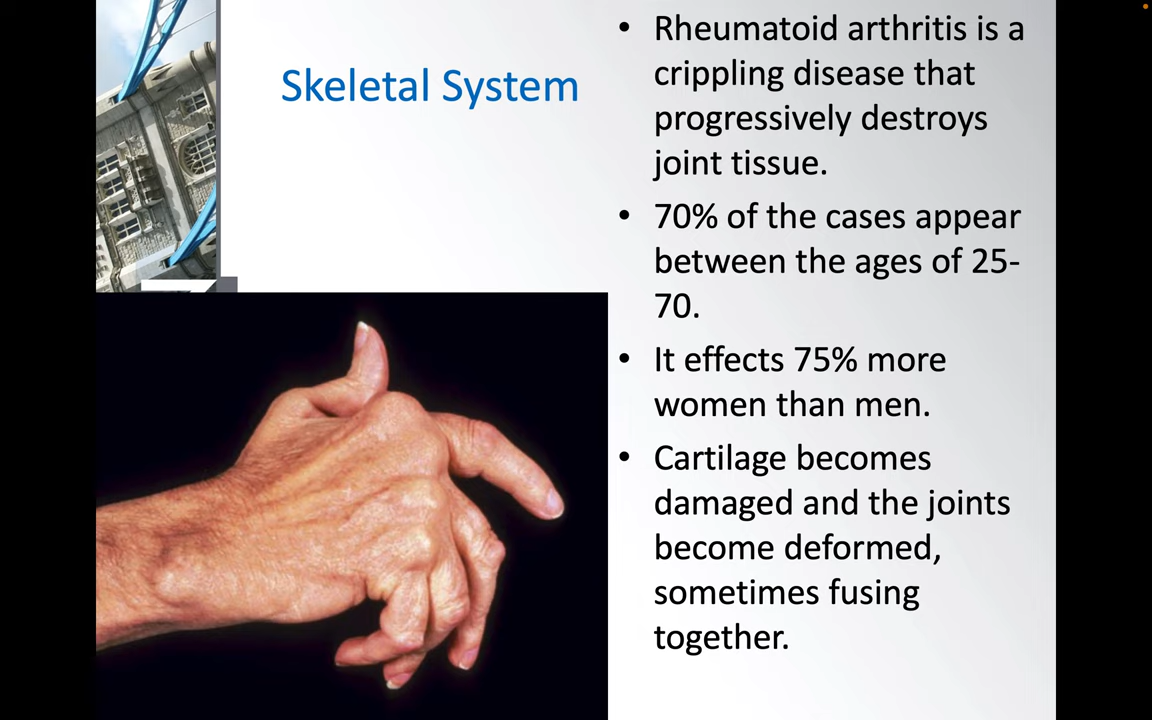 Skeletal System
• Rheumatoid arthritis is a
crippling disease that
progressively destroys
joint tissue.
• 70% of the cases appear
between the ages of 25-
70.
• It effects 75% more
women than men.
• Cartilage becomes
damaged and the joints
become deformed,
sometimes fusing
together.